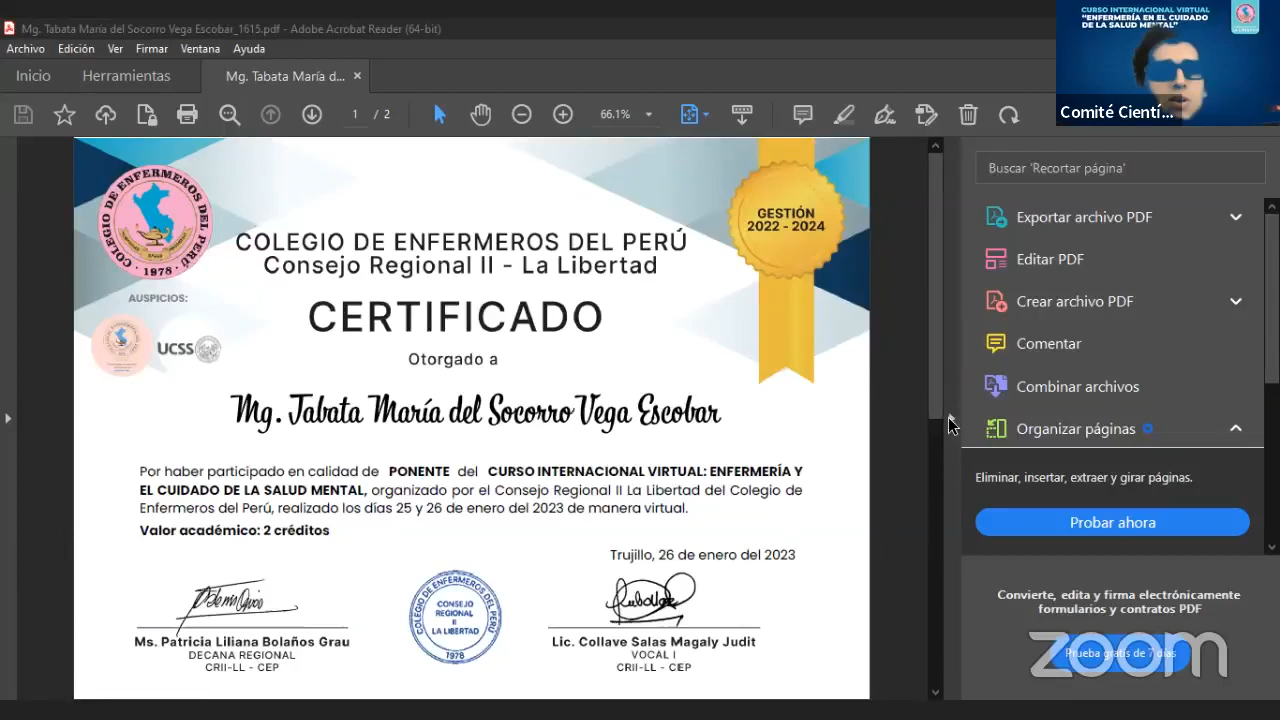 Mg. Tabata María del Socorro Vega Escobar_1615.pdf - Adobe Acrobat Reader (64-bit)
Archivo Edición Ver Firmar Ventana Ayuda
Inicio Herramientas Mg. Tabata María d... ×
1 / 2 66.1%
CURSO INTERNACIONAL VIRTUAL
"ENFERMERÍA EN EL CUIDADO
DE LA SALUD MENTAL"
Comité Cientí...
COLEGIO DE ENFERMEROS DEL PERÚ
1978
GESTIÓN
2022 - 2024
COLEGIO DE ENFERMEROS DEL PERÚ
Consejo Regional II - La Libertad
AUSPICIOS:
UCSS
CERTIFICADO
Otorgado a
Mg. Tabata María del Socorro Vega Escobar
Por haber participado en calidad de PONENTE del CURSO INTERNACIONAL VIRTUAL: ENFERMERÍA Y
EL CUIDADO DE LA SALUD MENTAL, organizado por el Consejo Regional II La Libertad del Colegio de
Enfermeros del Perú, realizado los días 25 y 26 de enero del 2023 de manera virtual.
Valor académico: 2 créditos
Trujillo, 26 de enero del 2023
Ms. Patricia Liliana Bolaños Grau
DECANA REGIONAL
CRII-LL - CEP
COLEGIO DE ENFERMEROS DEL PERÚ
CONSEJO
REGIONAL
II
LA LIBERTAD
1978
Lic. Collave Salas Magaly Judit
VOCAL I
CRII-LL - CEP
Buscar 'Recortar página'
Exportar archivo PDF
Editar PDF
Crear archivo PDF
Comentar
Combinar archivos
Organizar páginas
Eliminar, insertar, extraer y girar páginas.
Probar ahora
Convierte, edita y firma electrónicamente
formularios y contratos PDF
Prueba gratis de 7 días
zoom